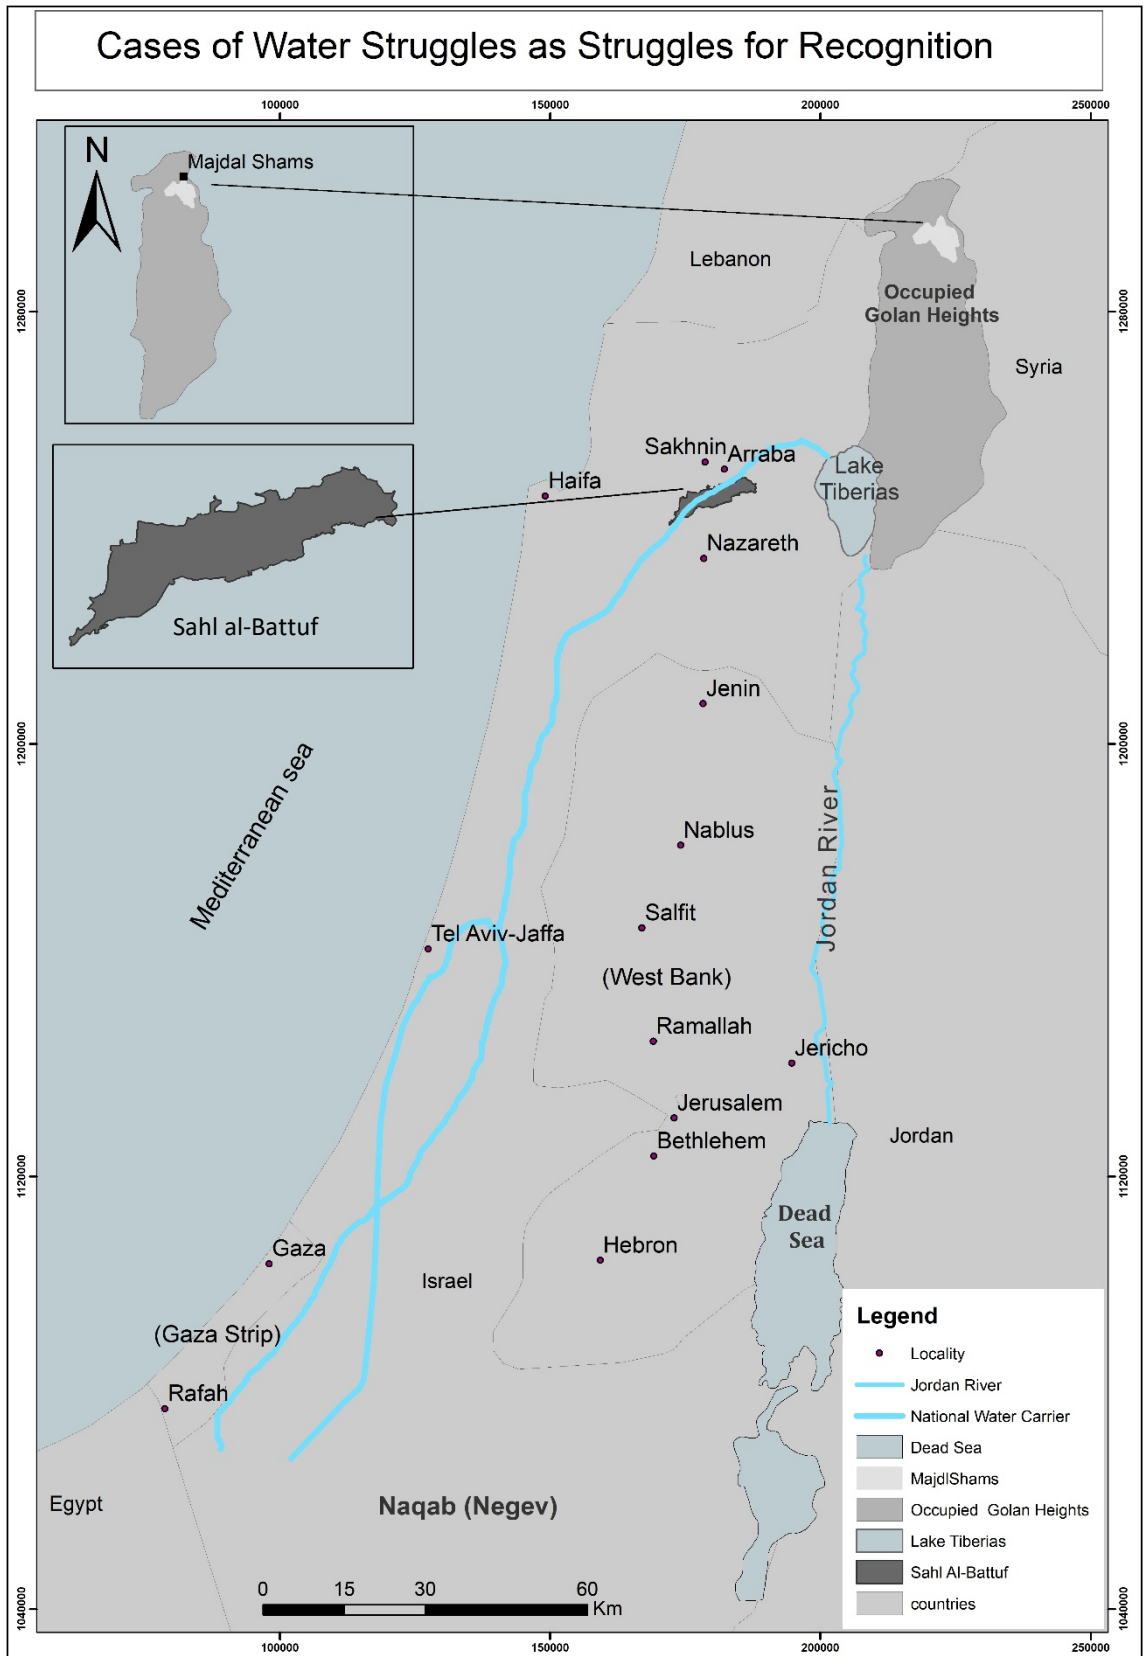 Cases of Water Struggles as Struggles for Recognition
100000
150000
200000
250000
N
Majdal Shams
Lebanon
Occupied
Golan Heights
1280000
1280000
Syria
Sakhnin
Arraba
Lake
Tiberias
Haifa
Nazareth
Sahl al-Battuf
Jenin
1200000
1200000
Mediterranean sea
Jordan River
Nablus
Salfit
Tel Aviv-Jaffa
(West Bank)
Ramallah
Jericho
Jerusalem
Bethlehem
Jordan
1120000
1120000
Dead
Sea
Gaza
Hebron
Israel
(Gaza Strip)
Rafah
Egypt
Naqab (Negev)
Legend
Locality
Jordan River
National Water Carrier
Dead Sea
MajdlShams
Occupied Golan Heights
Lake Tiberias
Sahl Al-Battuf
countries
0 15 30 60
Km
1040000
1040000
100000
150000
200000
250000